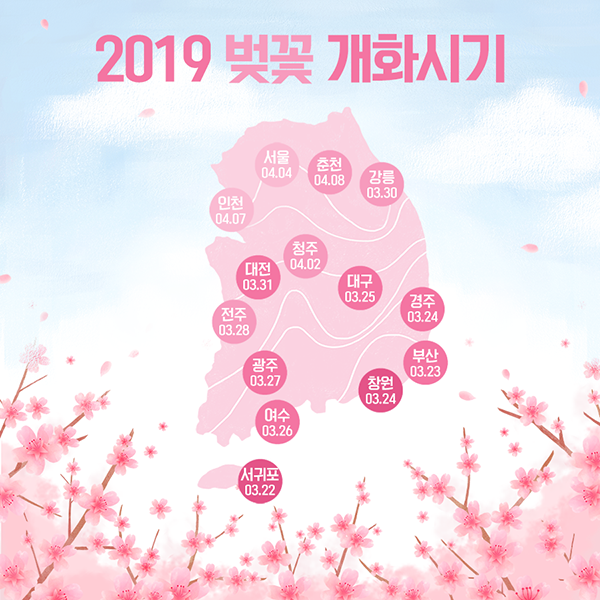 2019 벚꽃 개화시기
서울
04.04
춘천
04.08
강릉
03.30
인천
04.07
청주
04.02
대전
03.31
대구
03.25
경주
03.24
전주
03.28
부산
03.23
광주
03.27
창원
03.24
여수
03.26
서귀포
03.22